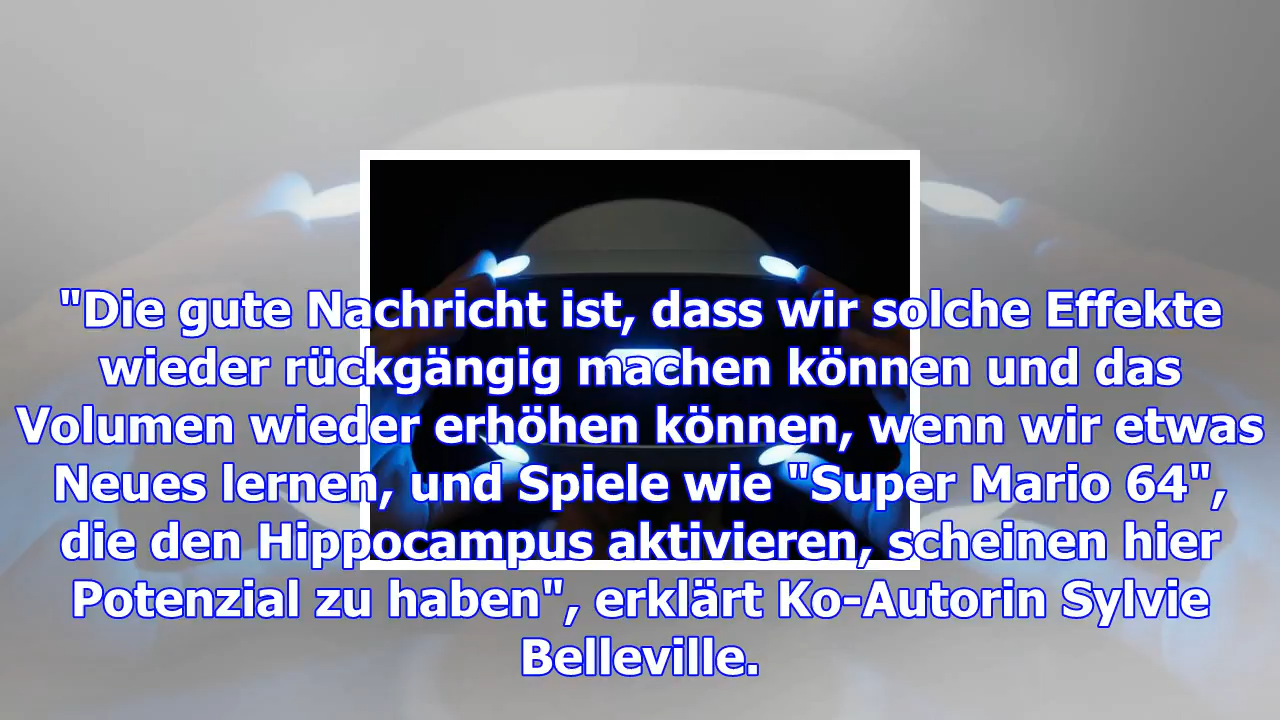 "Die gute Nachricht ist, dass wir solche Effekte
wieder rückgängig machen können und das
Volumen wieder erhöhen können, wenn wir etwas
Neues lernen, und Spiele wie "Super Mario 64",
die den Hippocampus aktivieren, scheinen hier
Potenzial zu haben", erklärt Ko-Autorin Sylvie
Belleville.